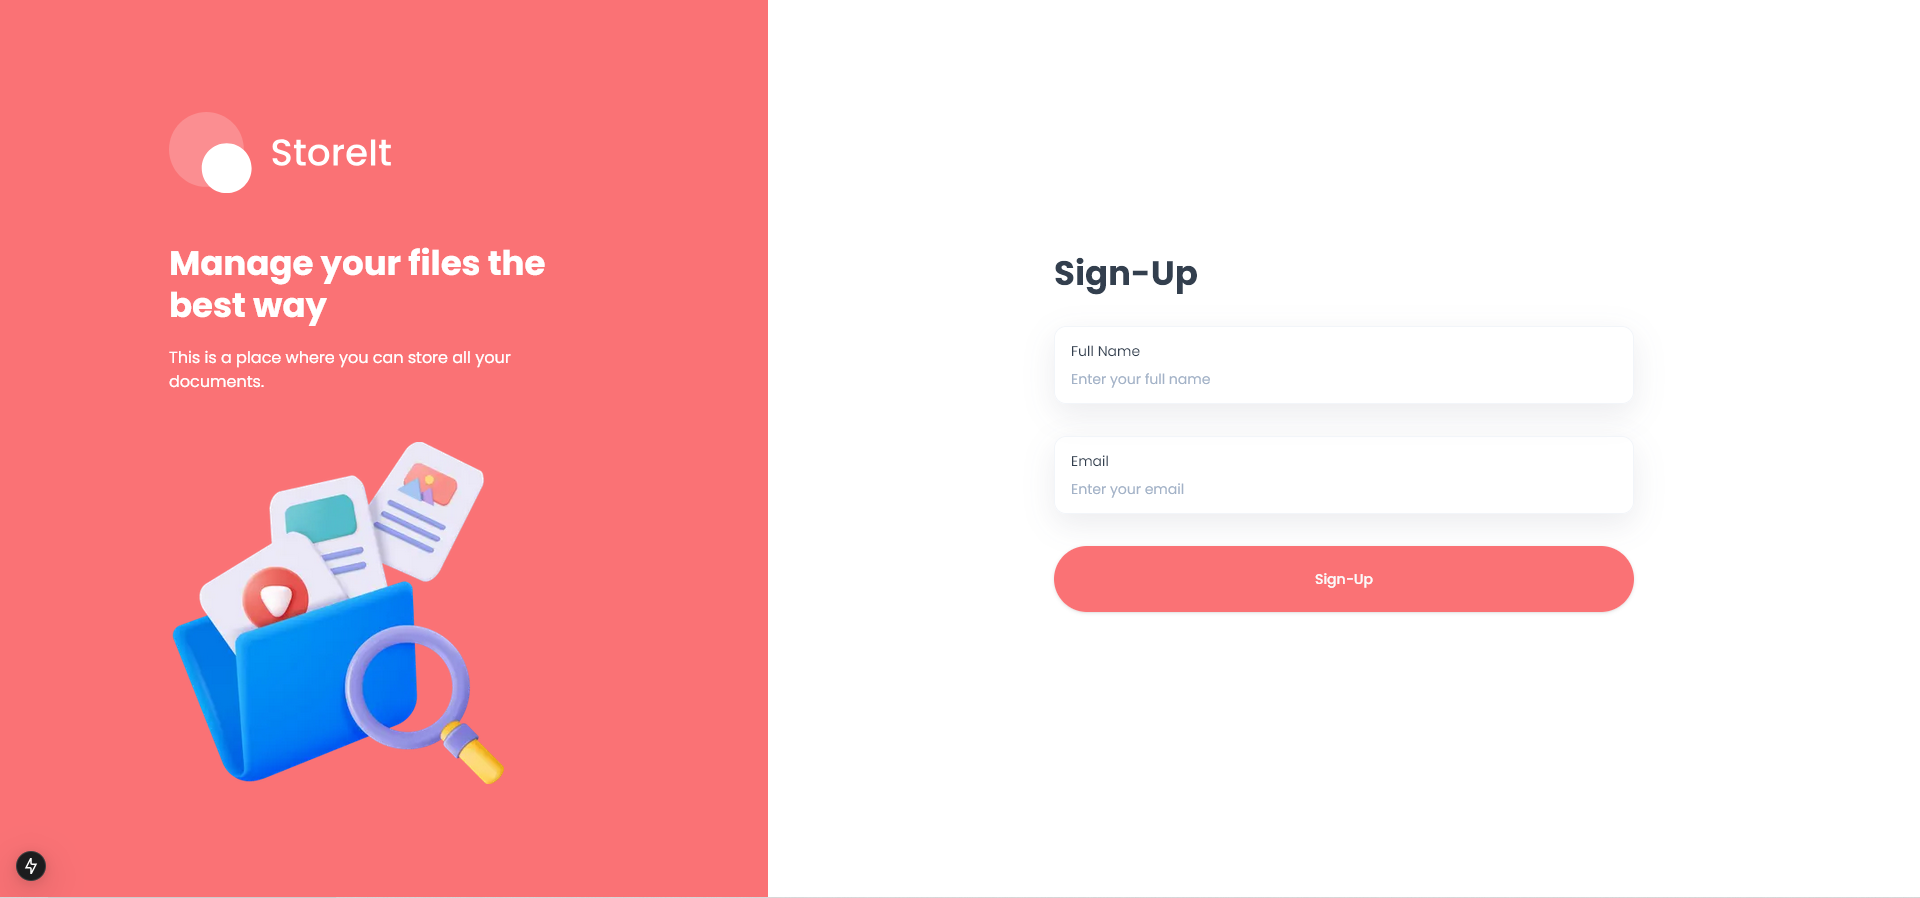 StoreIt
Manage your files the
best way
This is a place where you can store all your
documents.
Sign-Up
Full Name
Enter your full name
Email
Enter your email
Sign-Up